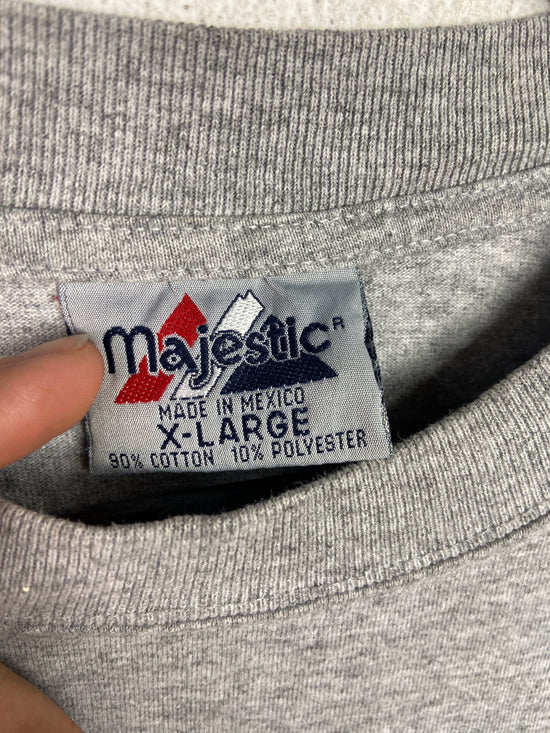 Majestic R
MADE IN MEXICO
X-LARGE
90% COTTON 10% POLYESTER